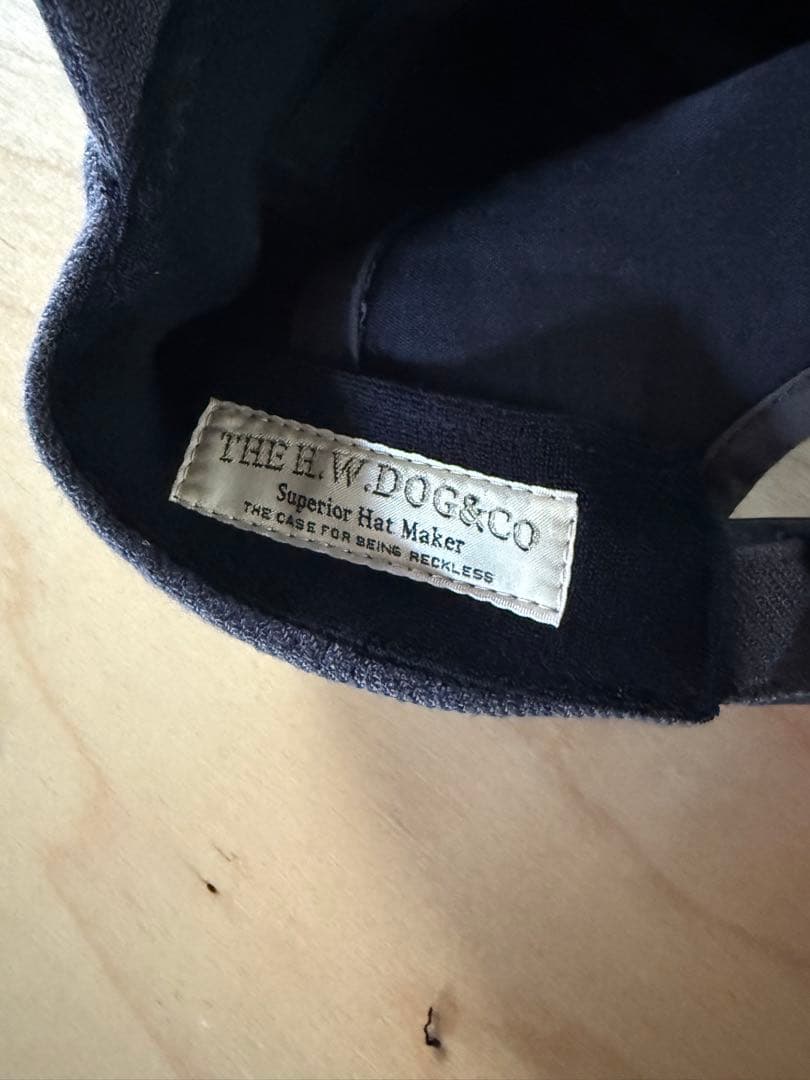 THE H.W.DOG&CO
Superior Hat Maker
THE CASE FOR BEING RECKLESS